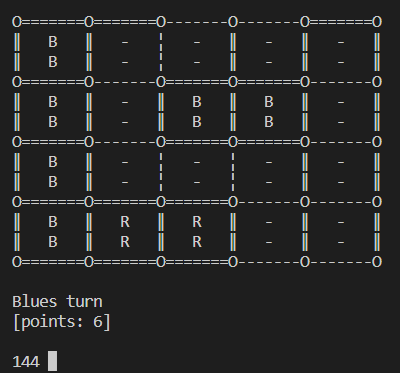 O=======O=======O-------O-------O=======O
‖   B   ‖   -   ¦   -   ‖   -   ‖   -   ‖
‖   B   ‖   -   ¦   -   ‖   -   ‖   -   ‖
O=======O-------O=======O=======O-------O
‖   B   ‖   -   ‖   B   ‖   B   ‖   -   ‖
‖   B   ‖   -   ‖   B   ‖   B   ‖   -   ‖
O=======O-------O=======O=======O-------O
‖   B   ‖   -   ¦   -   ¦   -   ‖   -   ‖
‖   B   ‖   -   ¦   -   ¦   -   ‖   -   ‖
O=======O=======O=======O-------O-------O
‖   B   ‖   R   ‖   R   ‖   -   ‖   -   ‖
‖   B   ‖   R   ‖   R   ‖   -   ‖   -   ‖
O=======O=======O=======O-------O-------O
Blues turn
[points: 6]
144